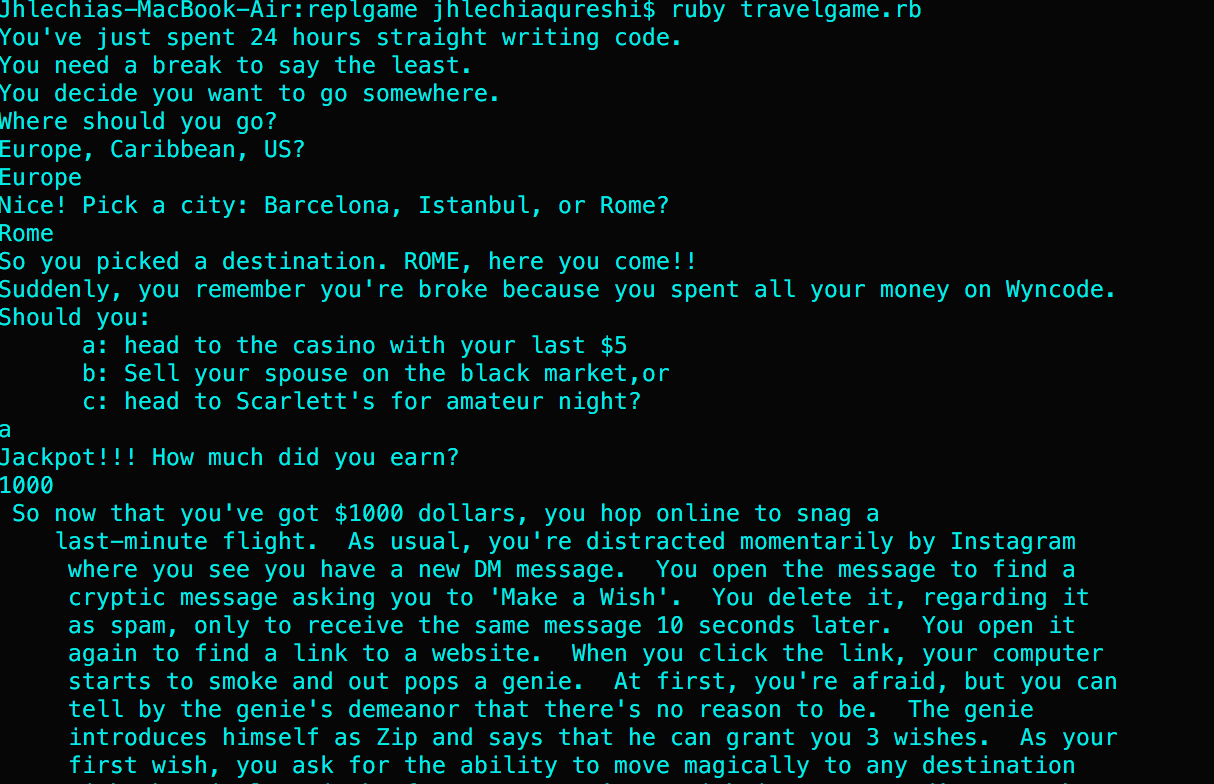 Jhlechias-MacBook-Air:replgame jhlechiaqureshi$ ruby travelgame.rb
You've just spent 24 hours straight writing code.
You need a break to say the least.
You decide you want to go somewhere.
Where should you go?
Europe, Caribbean, US?
Europe
Nice! Pick a city: Barcelona, Istanbul, or Rome?
Rome
So you picked a destination. ROME, here you come!!
Suddenly, you remember you're broke because you spent all your money on Wyncode.
Should you:
      a: head to the casino with your last $5
      b: Sell your spouse on the black market,or
      c: head to Scarlett's for amateur night?
a
Jackpot!!! How much did you earn?
1000
 So now that you've got $1000 dollars, you hop online to snag a
    last-minute flight.  As usual, you're distracted momentarily by Instagram
     where you see you have a new DM message.  You open the message to find a
     cryptic message asking you to 'Make a Wish'.  You delete it, regarding it
     as spam, only to receive the same message 10 seconds later.  You open it
     again to find a link to a website.  When you click the link, your computer
     starts to smoke and out pops a genie.  At first, you're afraid, but you can
     tell by the genie's demeanor that there's no reason to be.  The genie
     introduces himself as Zip and says that he can grant you 3 wishes.  As your
     first wish, you ask for the ability to move magically to any destination